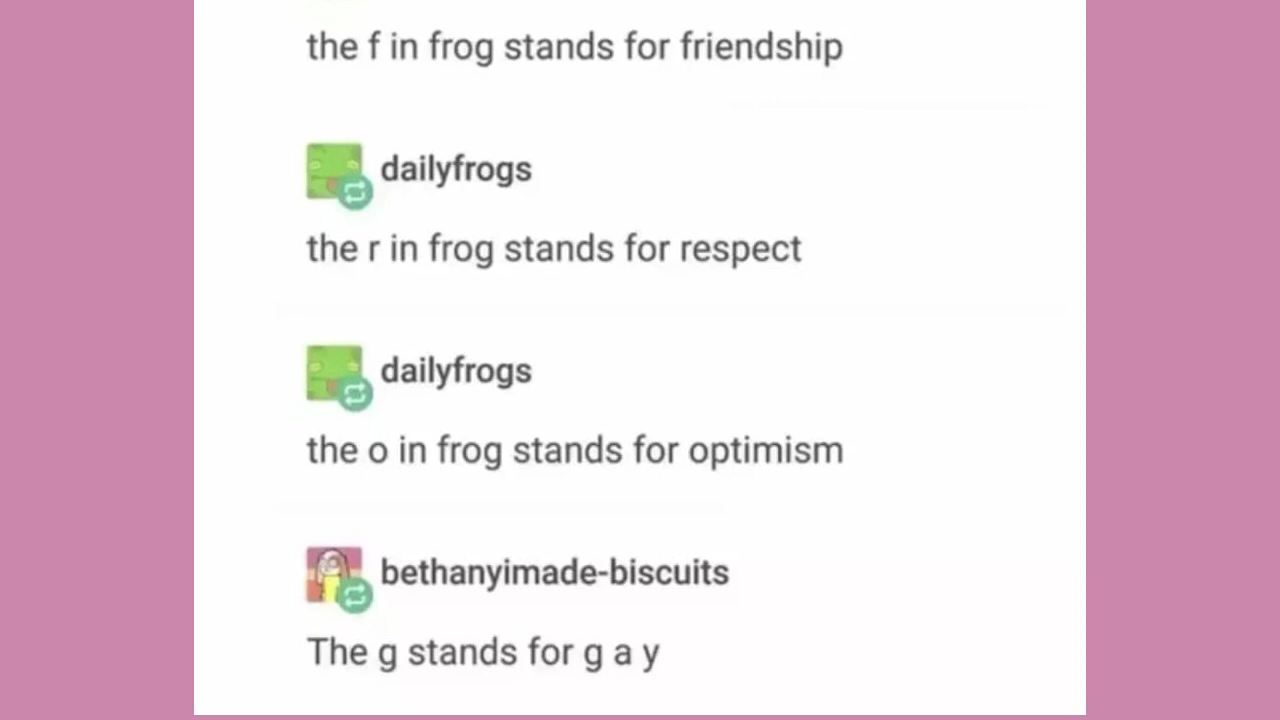 the f in frog stands for friendship
dailyfrogs
the r in frog stands for respect
dailyfrogs
the o in frog stands for optimism
bethanyimade-biscuits
The g stands for g a y